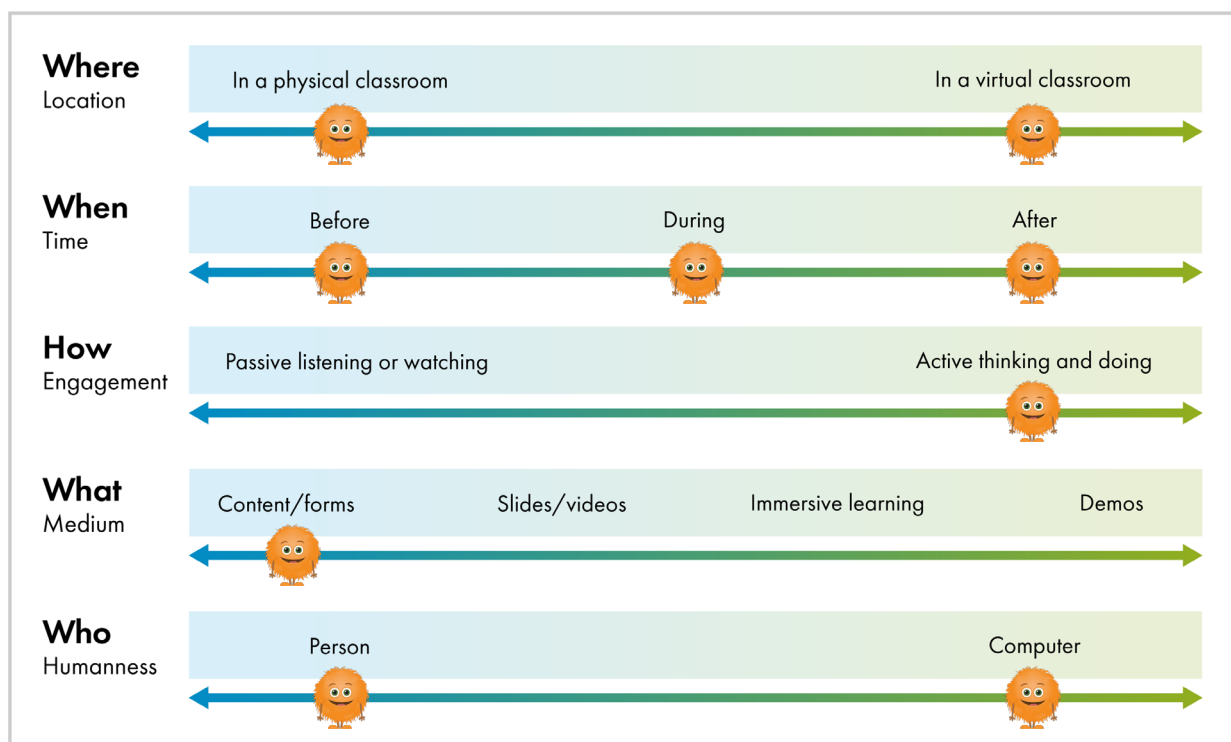 Where
Location
In a physical classroom
In a virtual classroom
When
Time
Before
During
After
How
Engagement
Passive listening or watching
Active thinking and doing
What
Medium
Content/forms
Slides/videos
Immersive learning
Demos
Who
Humanness
Person
Computer